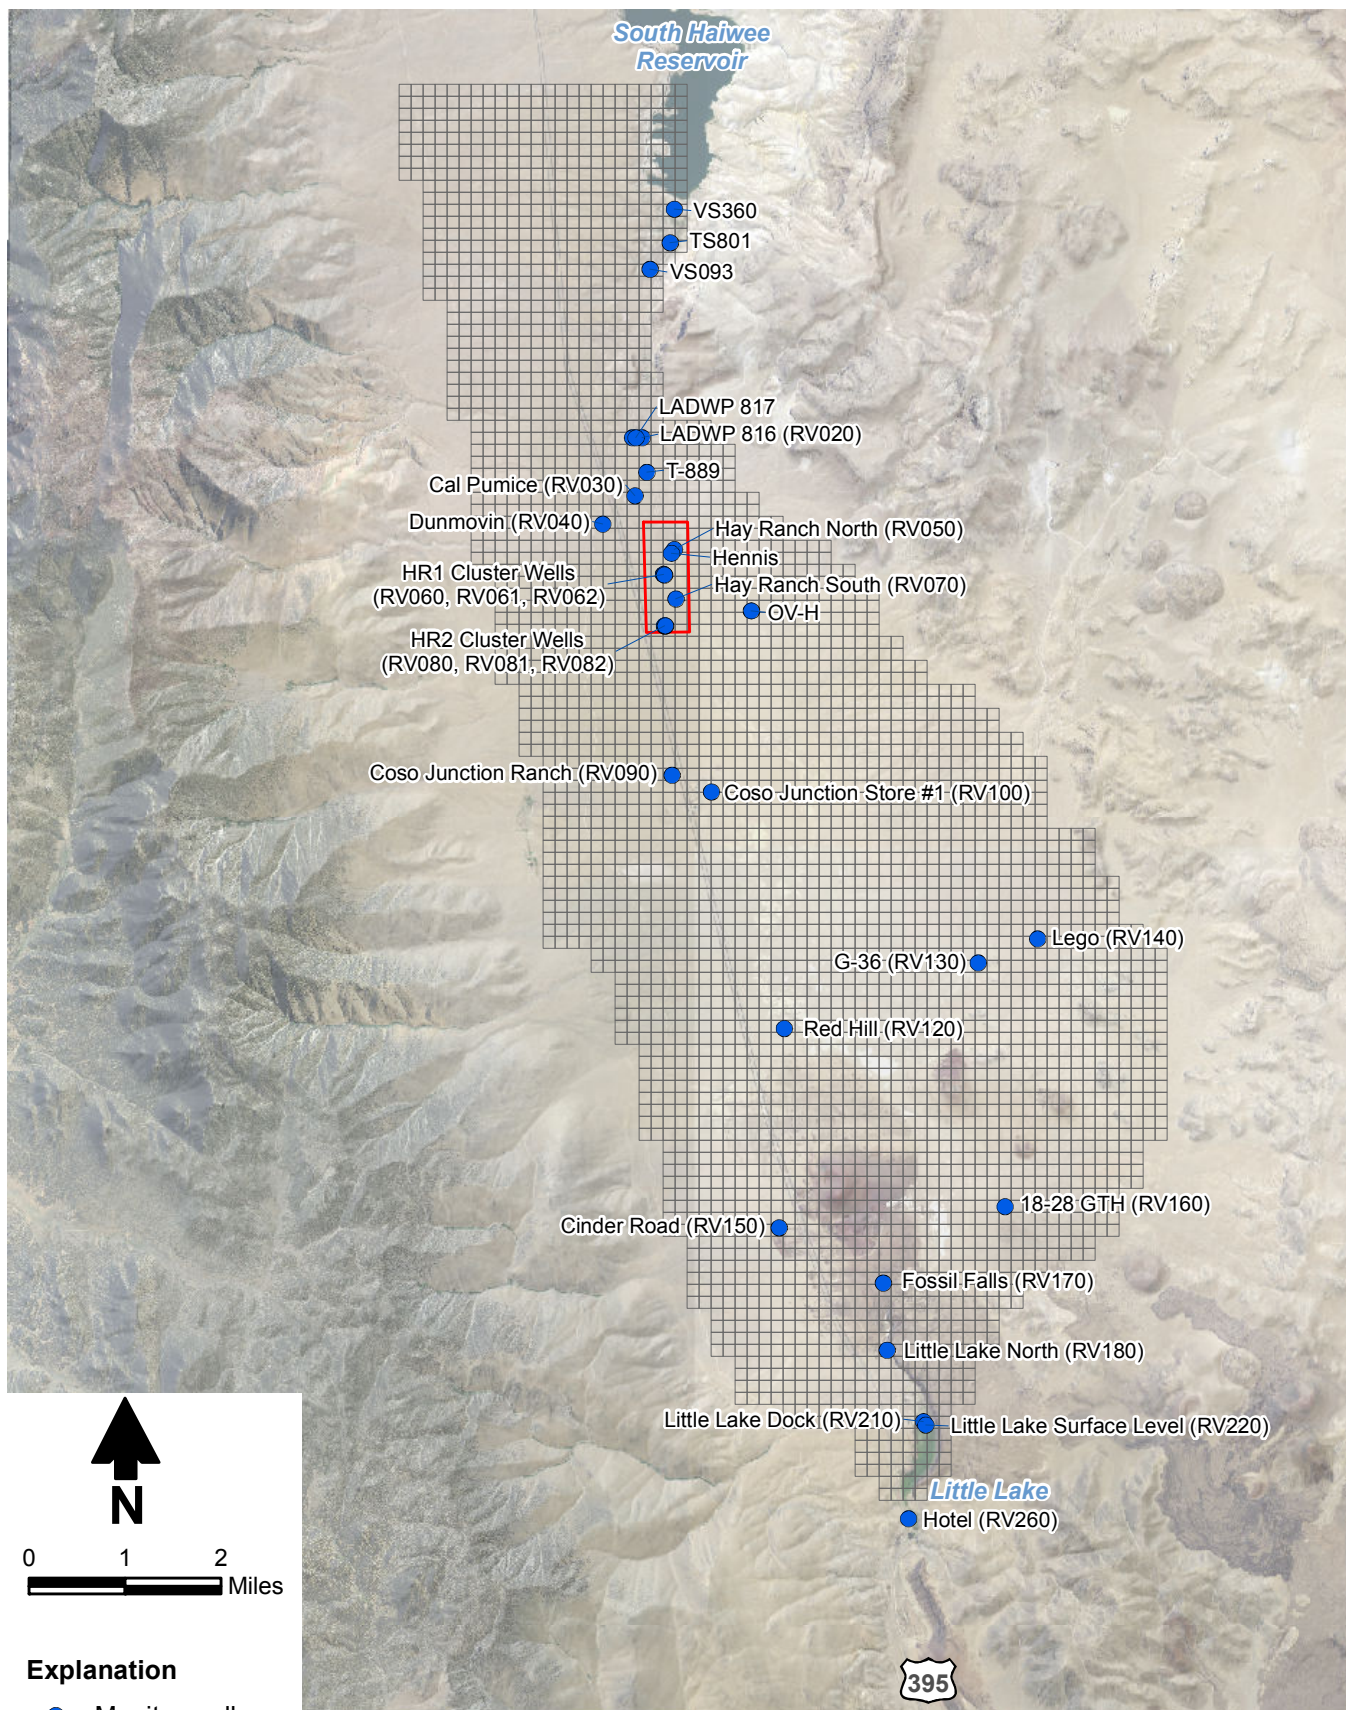 South Haiwee
Reservoir
VS360
TS801
VS093
LADWP 817
LADWP 816 (RV020)
T-889
Cal Pumice (RV030)
Dunmovin (RV040)
Hay Ranch North (RV050)
Hennis
HR1 Cluster Wells
(RV060, RV061, RV062)
Hay Ranch South (RV070)
OV-H
HR2 Cluster Wells
(RV080, RV081, RV082)
Coso Junction Ranch (RV090)
Coso Junction Store #1 (RV100)
Lego (RV140)
G-36 (RV130)
Red Hill (RV120)
18-28 GTH (RV160)
Cinder Road (RV150)
Fossil Falls (RV170)
Little Lake North (RV180)
Little Lake Dock (RV210)
Little Lake Surface Level (RV220)
Little Lake
Hotel (RV260)
N
0 1 2
Miles
Explanation
395